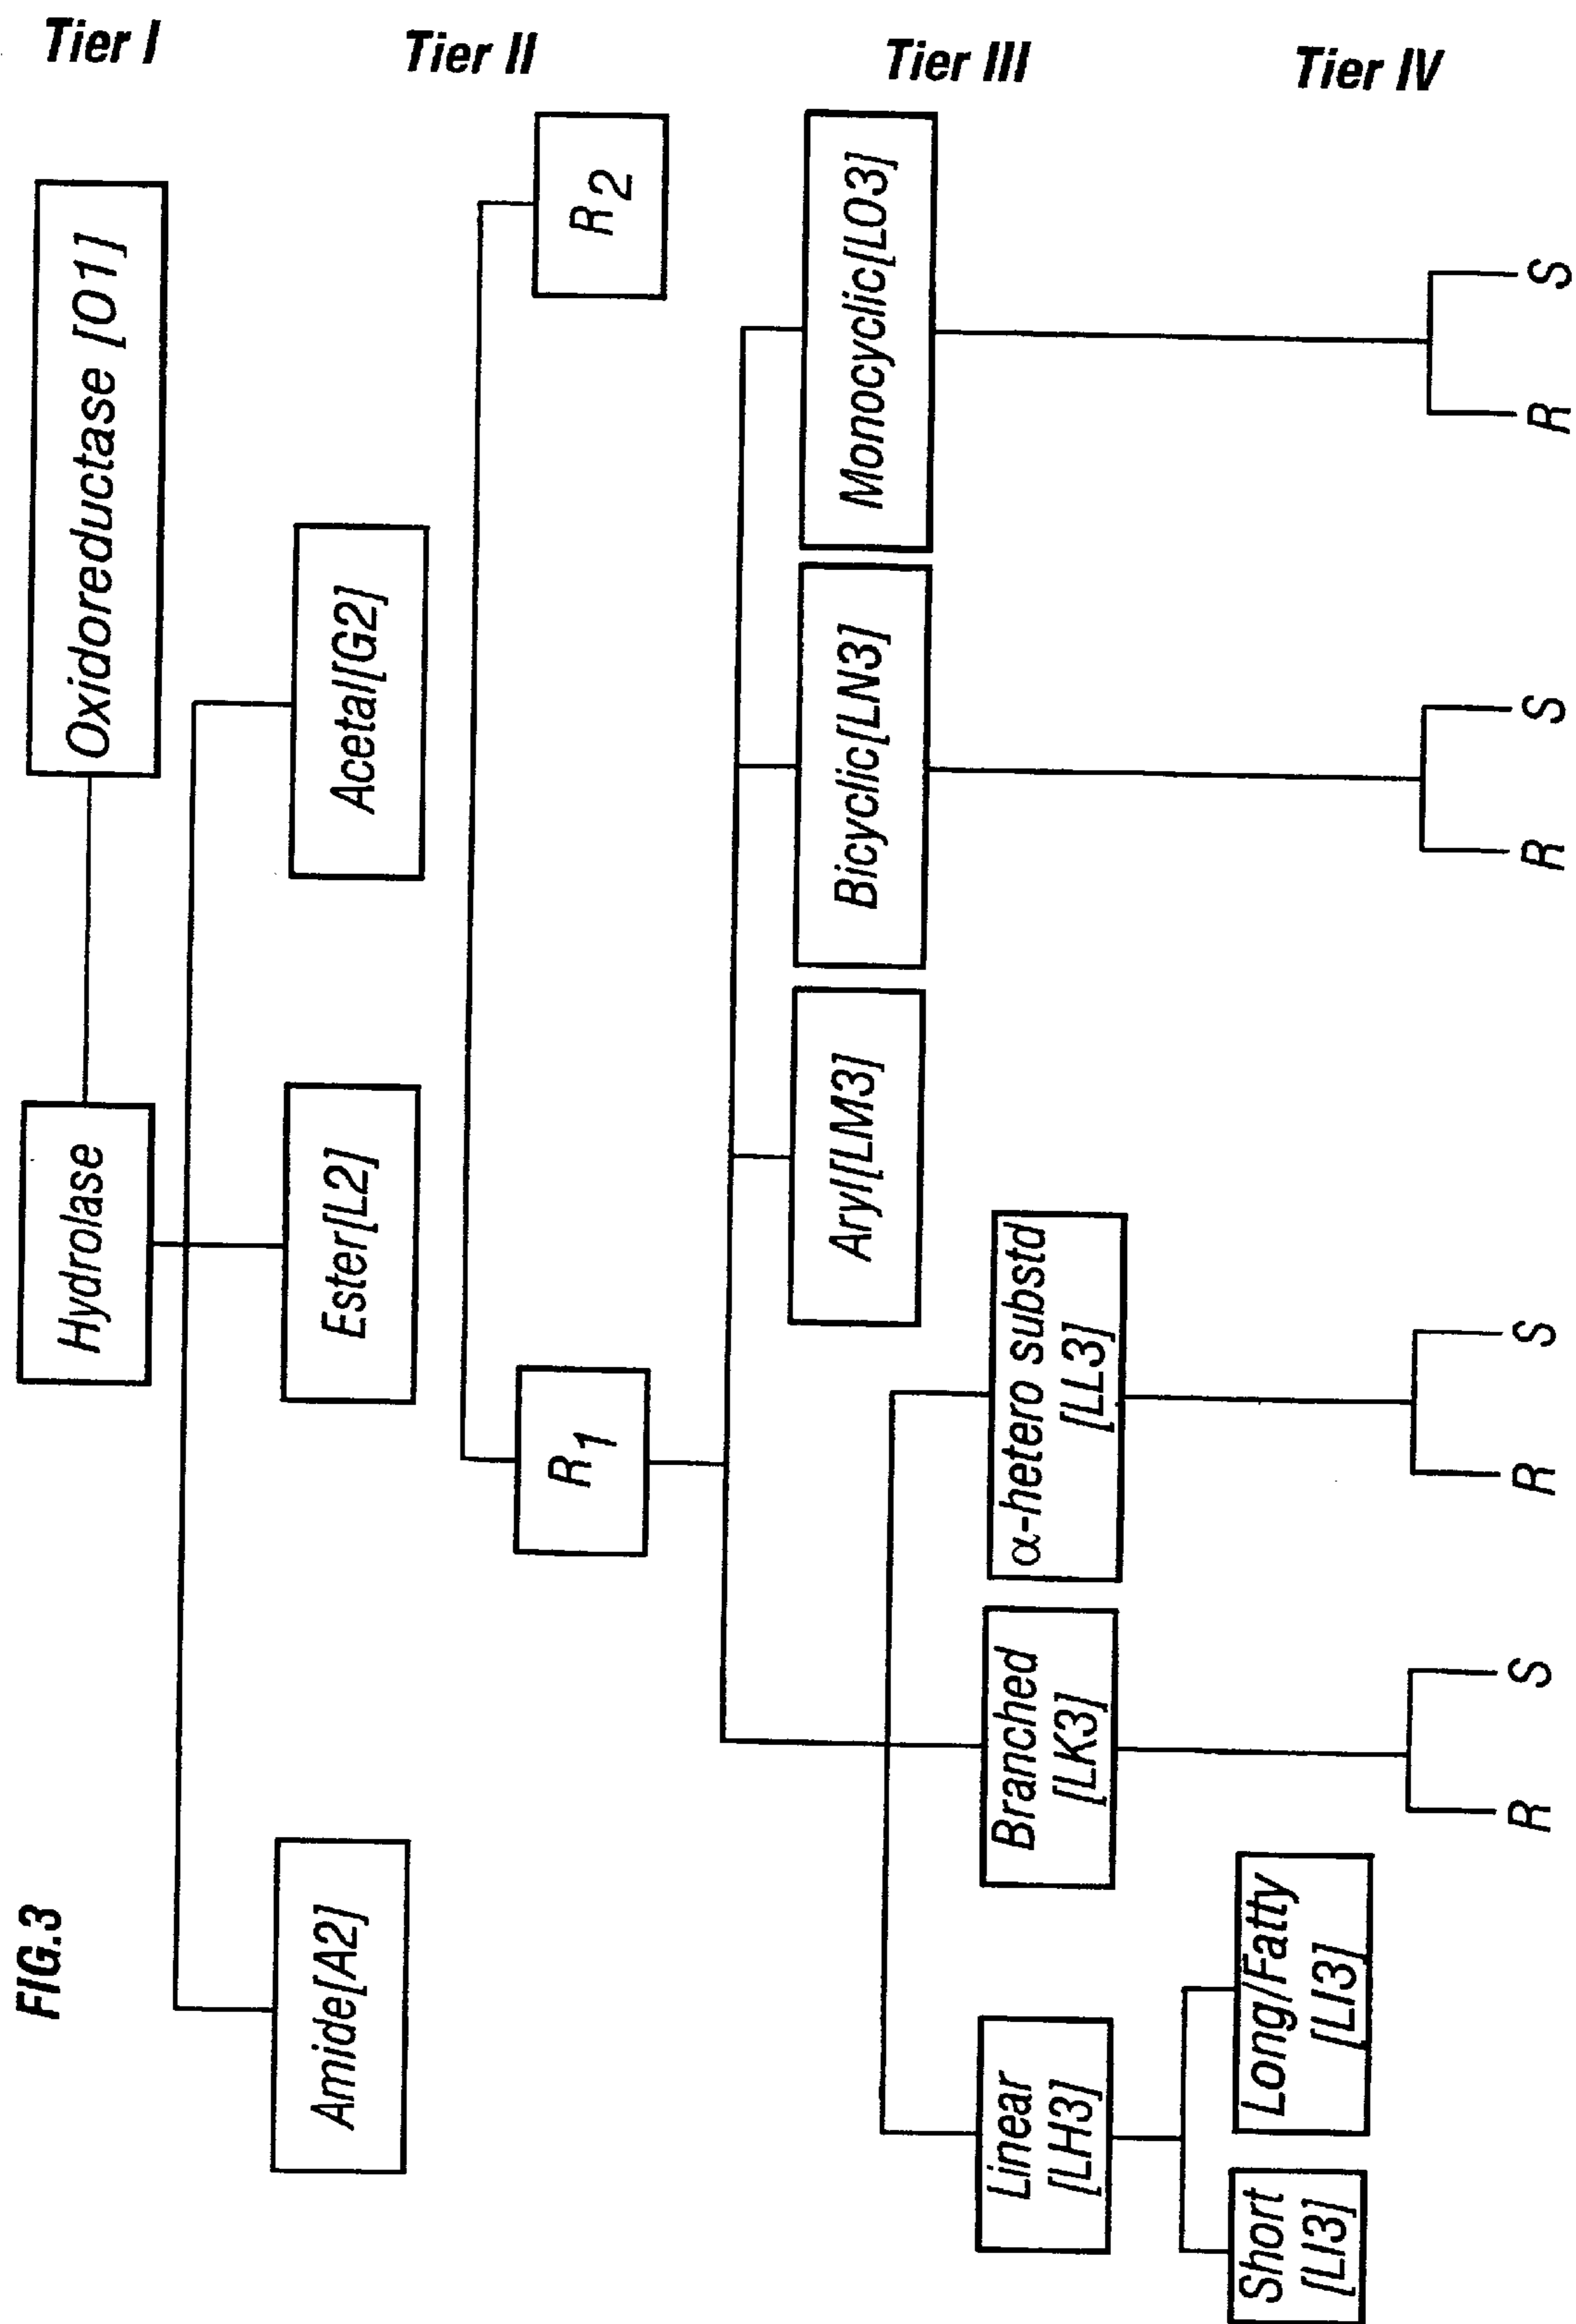 FIG.3
Tier I
Hydrolase
Oxidoreductase [O1]
Amide[A2]
Ester[L2]
Acetal[G2]
Tier II
R1
R2
Tier III
Aryl[LM3]
Bicyclic[LN3]
Monocyclic[LO3]
Linear
[LH3]
Branched
[LK3]
α-hetero substd
[LL3]
Tier IV
Short
[LI3]
Long/Fatty
[LI3]
R
S
R
S
R
S
R
S